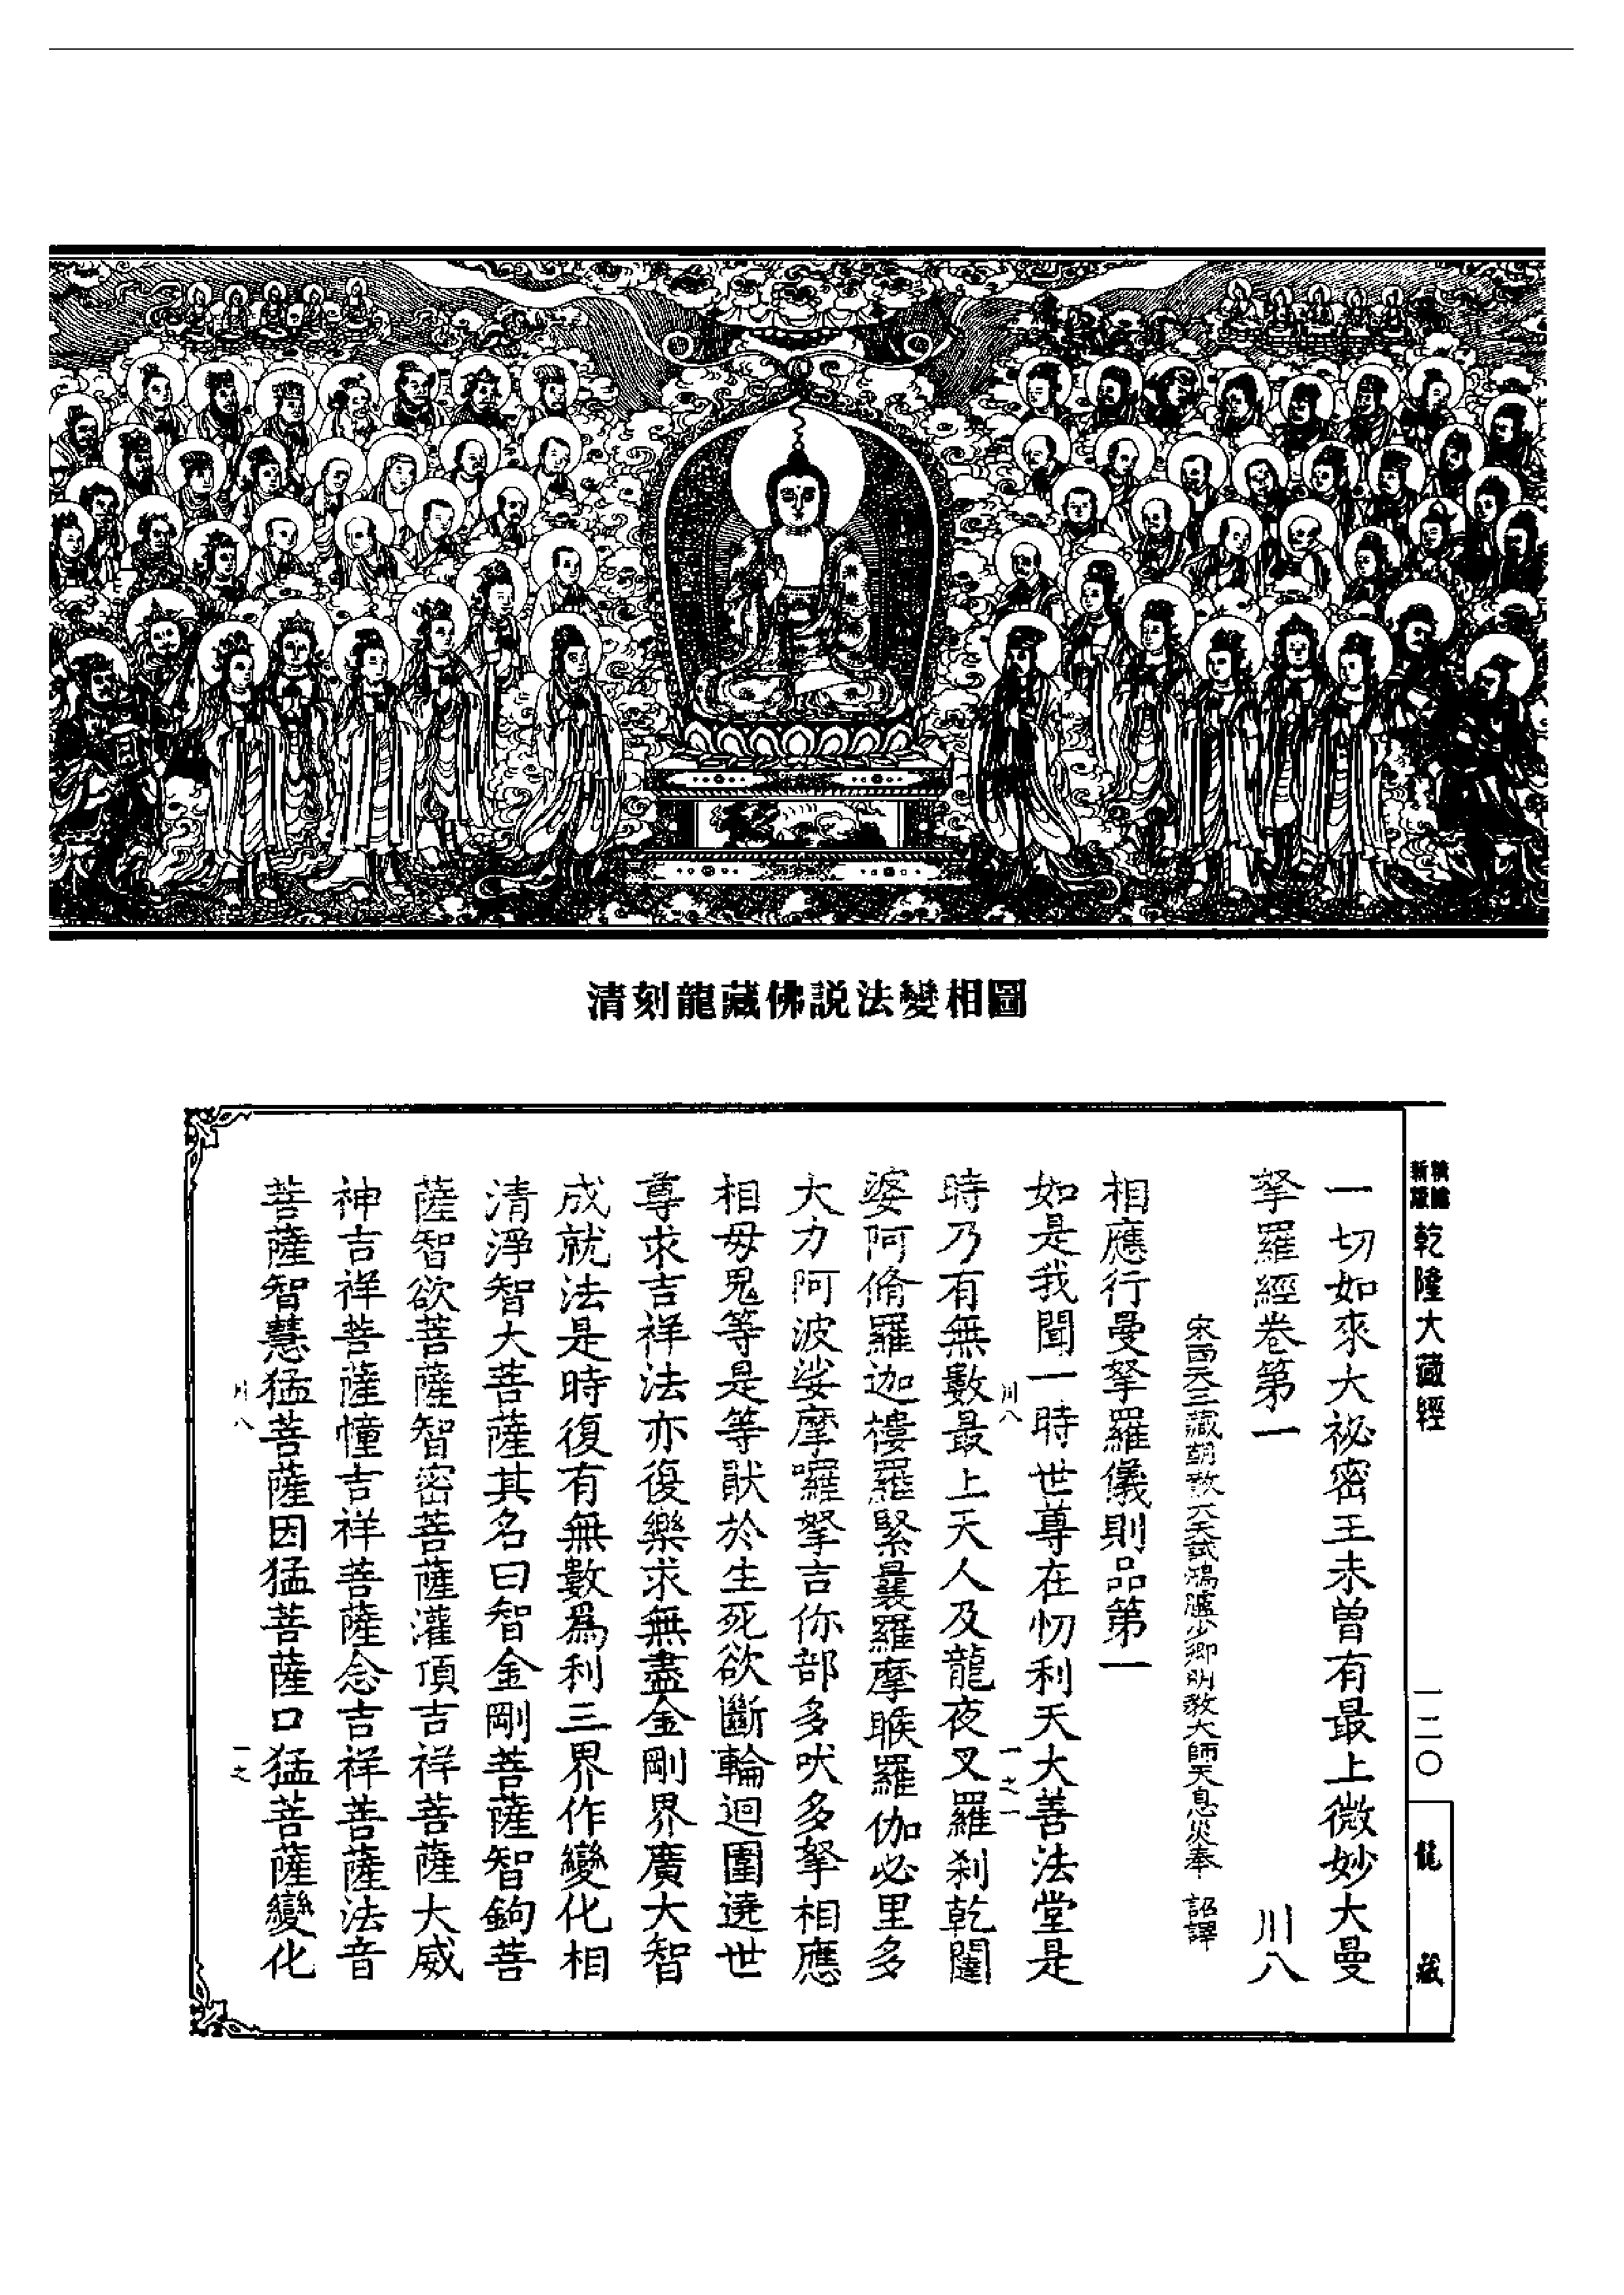 清刻龍藏佛説法變相圖
新編縮版
乾隆大藏經
一二〇
龍藏
一切如來大祕密王未曾有最上微妙大曼
拏羅經卷第一 川八
宋西天三藏朝散大夫試鴻臚少卿明教大師天息災奉 詔譯
相應行曼拏羅儀則品第一
如是我聞一時世尊在忉利天大善法堂是
川八 一之一
時乃有無數最上天人及龍夜叉羅刹乾闥
婆阿脩羅迦樓羅緊曩羅摩睺羅伽必里多
大力阿波娑摩囉拏吉你部多吠多拏相應
相母鬼等是等猒於生死欲斷輪迴圍遶世
尊求吉祥法亦復樂求無盡金剛界廣大智
成就法是時復有無數爲利三界作變化相
清淨智大菩薩其名曰智金剛菩薩智鉤菩
薩智欲菩薩智密菩薩灌頂吉祥菩薩大威
神吉祥菩薩幢吉祥菩薩念吉祥菩薩法音
菩薩智慧猛菩薩因猛菩薩口猛菩薩變化
川八 一之